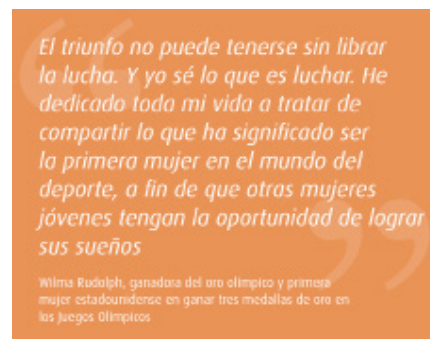 El triunfo no puede tenerse sin librar
la lucha. Y yo sé lo que es luchar. He
dedicado toda mi vida a tratar de
compartir lo que ha significado ser
la primera mujer en el mundo del
deporte, a fin de que otras mujeres
jóvenes tengan la oportunidad de lograr
sus sueños
Wilma Rudolph, ganadora del oro olímpico y primera
mujer estadounidense en ganar tres medallas de oro en
los Juegos Olímpicos